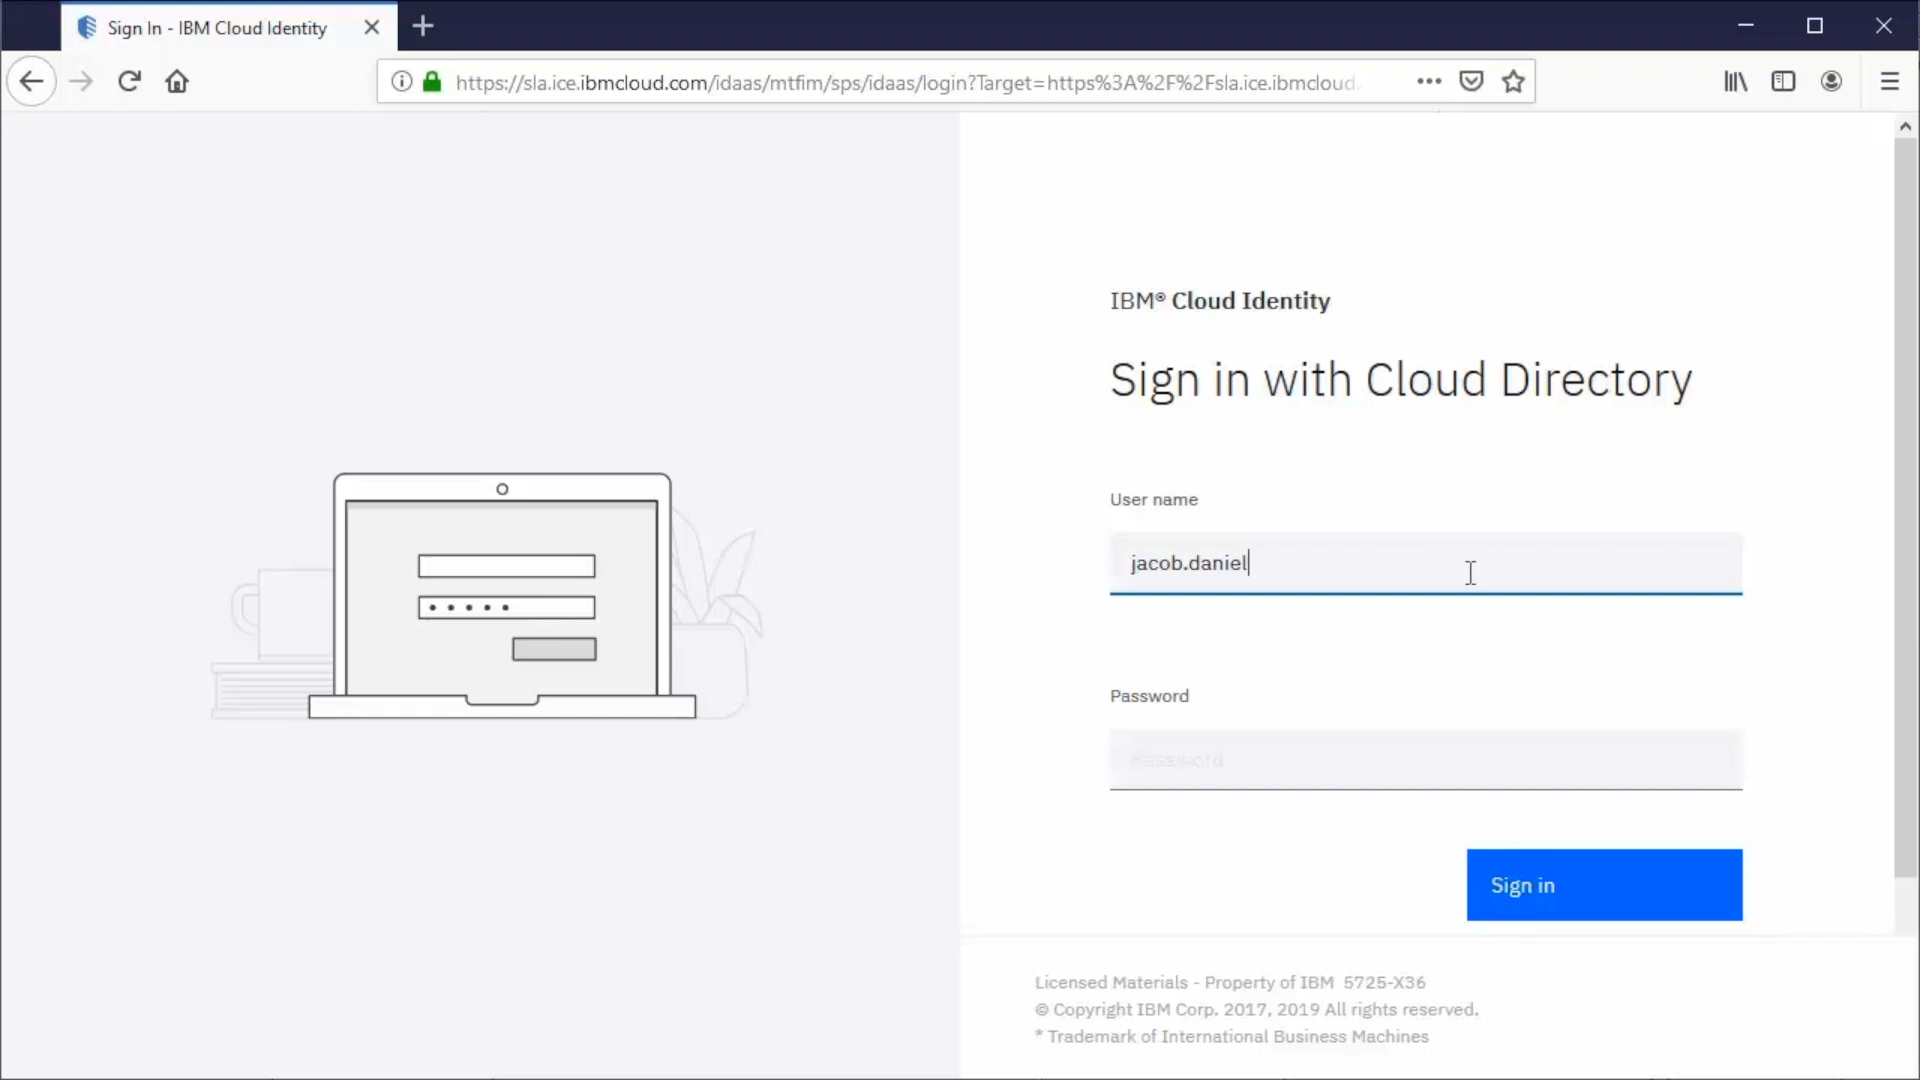 Sign In - IBM Cloud Identity
https://sla.ice.ibmcloud.com/idaas/mtfim/sps/idaas/login?Target=https%3A%2F%2Fsla.ice.ibmcloud.
IBM® Cloud Identity
Sign in with Cloud Directory
User name
jacob.daniel
Password
Password
Sign in
Licensed Materials - Property of IBM 5725-X36
© Copyright IBM Corp. 2017, 2019 All rights reserved.
* Trademark of International Business Machines